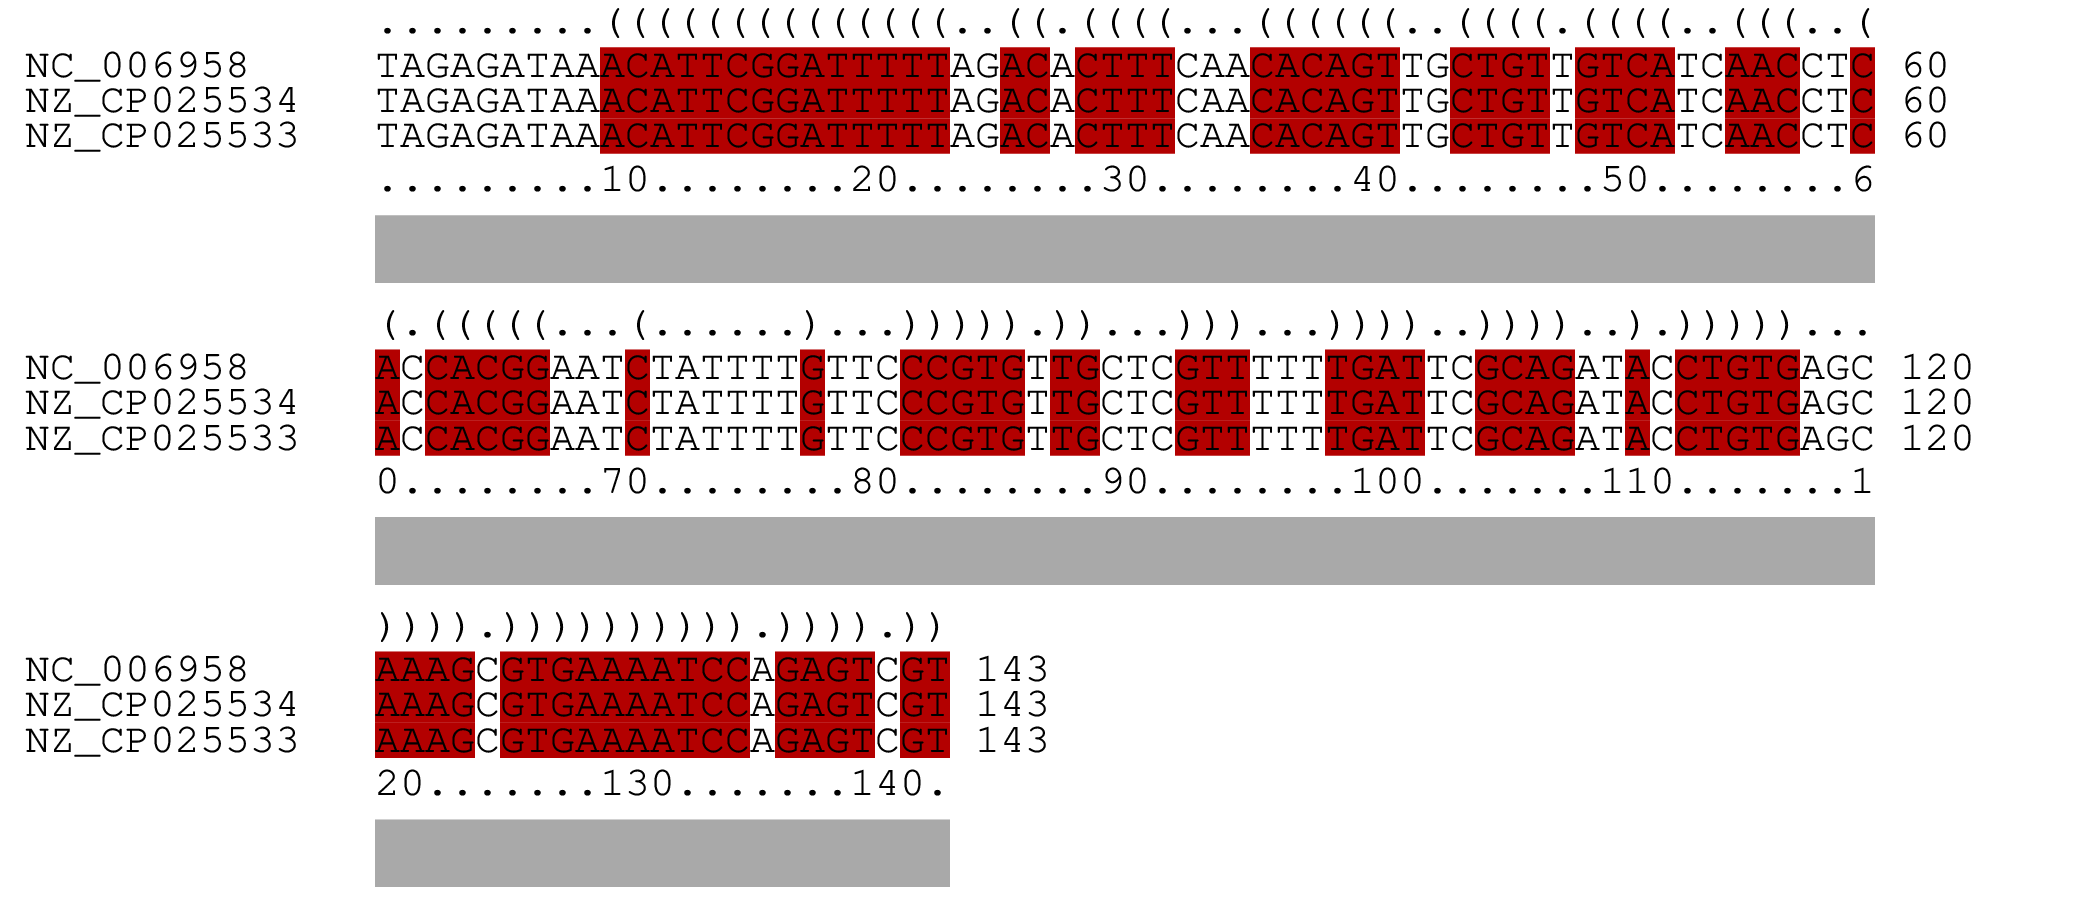 .........((((((((((((((..((.((((...((((((..((((.((((..(((..(
NC_006958 TAGAGATAAACATTCGGATTTTTAGACACTTTCAACACAGTTGCTGTTGTCATCAACCTC 60
NZ_CP025534 TAGAGATAAACATTCGGATTTTTAGACACTTTCAACACAGTTGCTGTTGTCATCAACCTC 60
NZ_CP025533 TAGAGATAAACATTCGGATTTTTAGACACTTTCAACACAGTTGCTGTTGTCATCAACCTC 60
.........10........20........30........40........50........6
(.(((((...(......)...))))).))...)))...))))..))))..).)))))...
NC_006958 ACCACGGAATCTATTTTGTTCCCGTGTTGCTCGTTTTTTGATTCGCAGATACCTGTGAGC 120
NZ_CP025534 ACCACGGAATCTATTTTGTTCCCGTGTTGCTCGTTTTTTGATTCGCAGATACCTGTGAGC 120
NZ_CP025533 ACCACGGAATCTATTTTGTTCCCGTGTTGCTCGTTTTTTGATTCGCAGATACCTGTGAGC 120
0........70........80........90........100.......110.......1
)))).)))))))))).)))).))
NC_006958 AAAGCGTGAAAATCCAGAGTCGT 143
NZ_CP025534 AAAGCGTGAAAATCCAGAGTCGT 143
NZ_CP025533 AAAGCGTGAAAATCCAGAGTCGT 143
20.......130.......140.